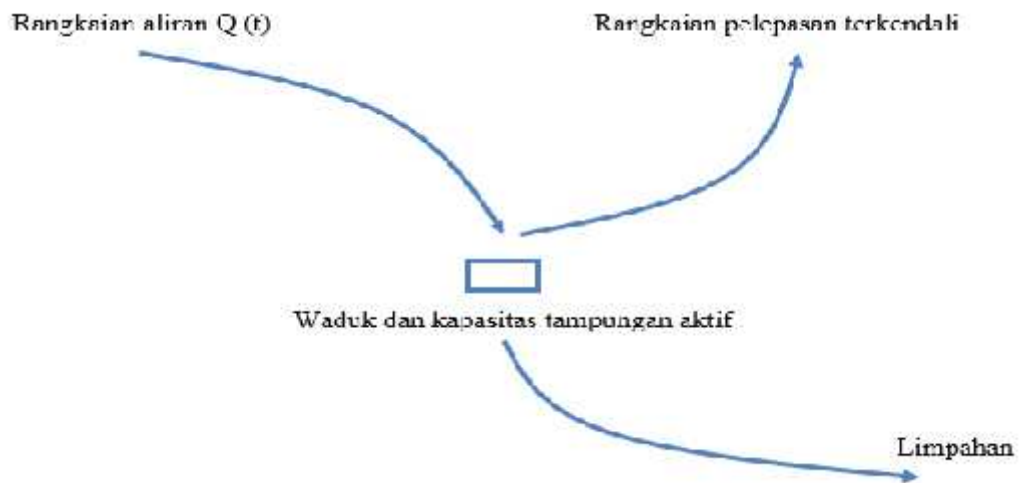 Rangkaian aliran Q (t)
Rangkaian pelepasan terkendali
Waduk dan kapasitas tampungan aktif
Limpahan